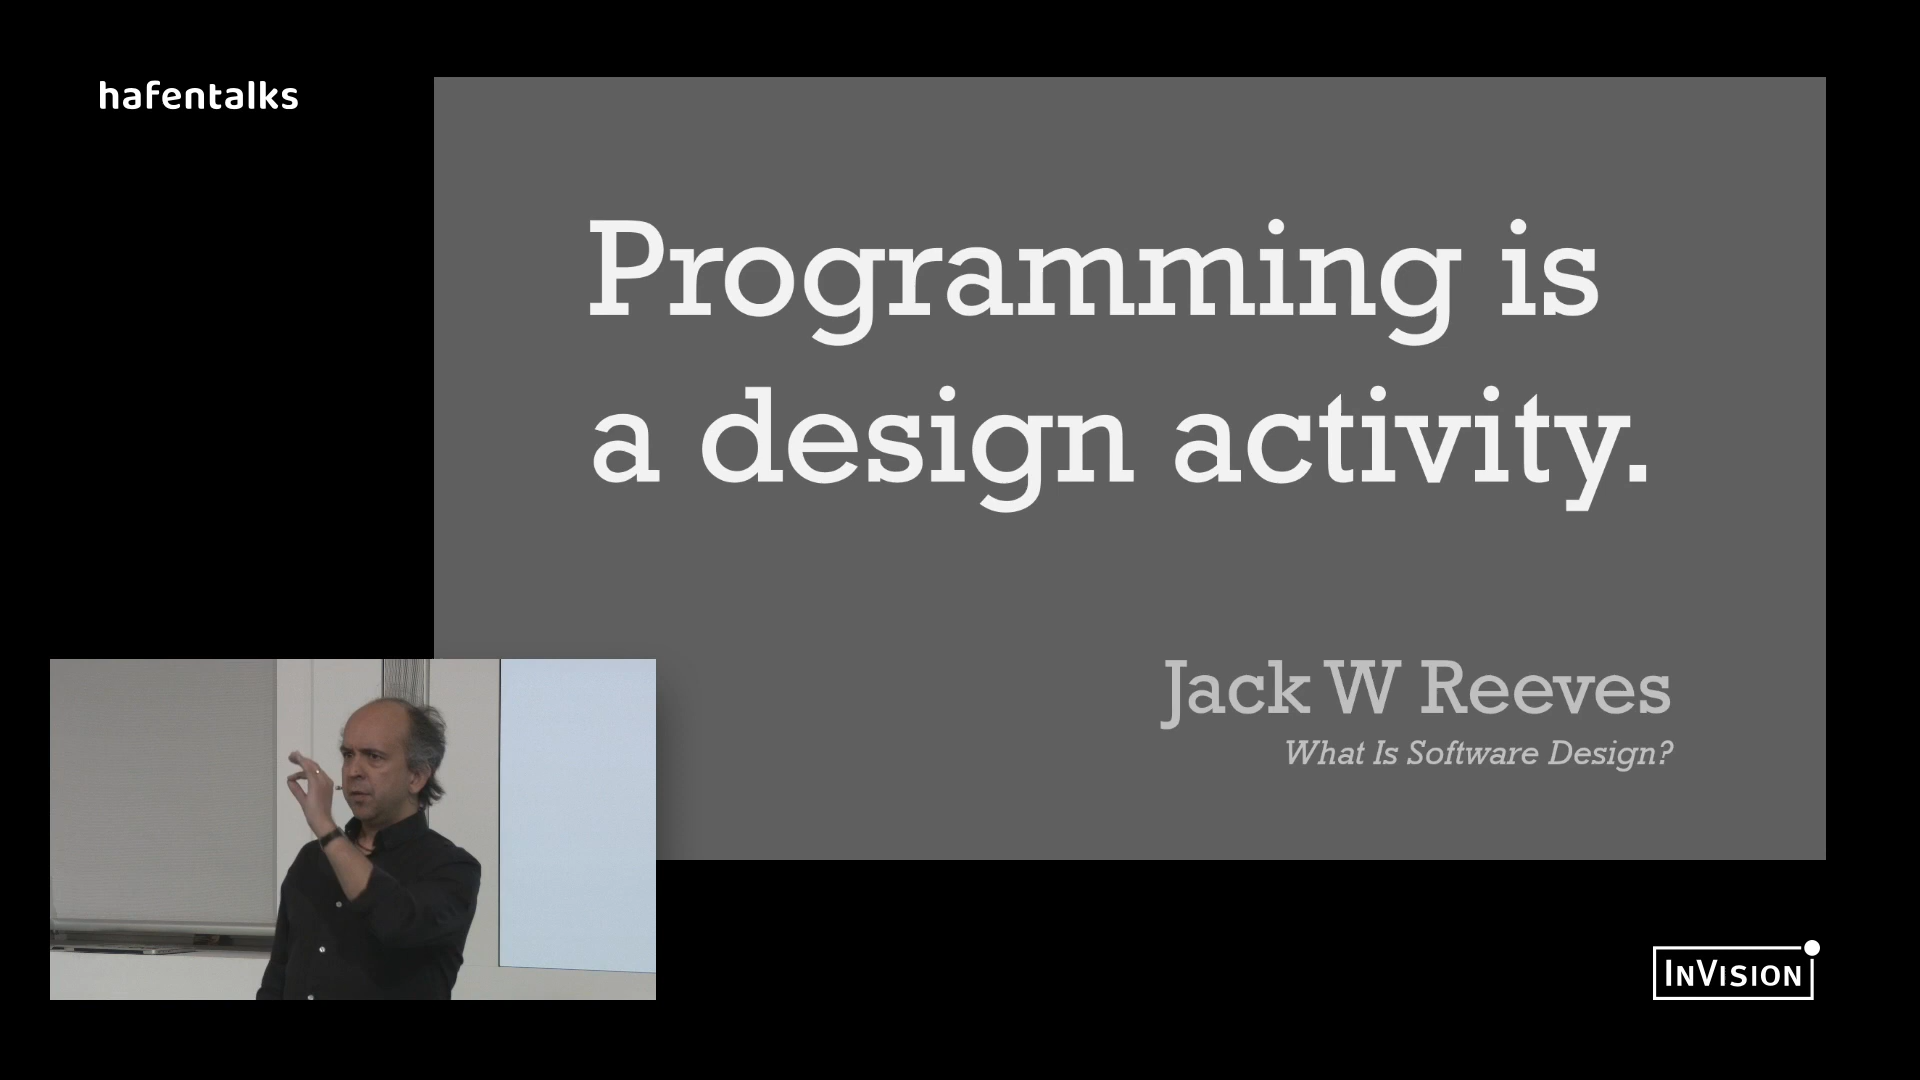 hafentalks
Programming is
a design activity.
Jack W Reeves
What Is Software Design?
INVISION